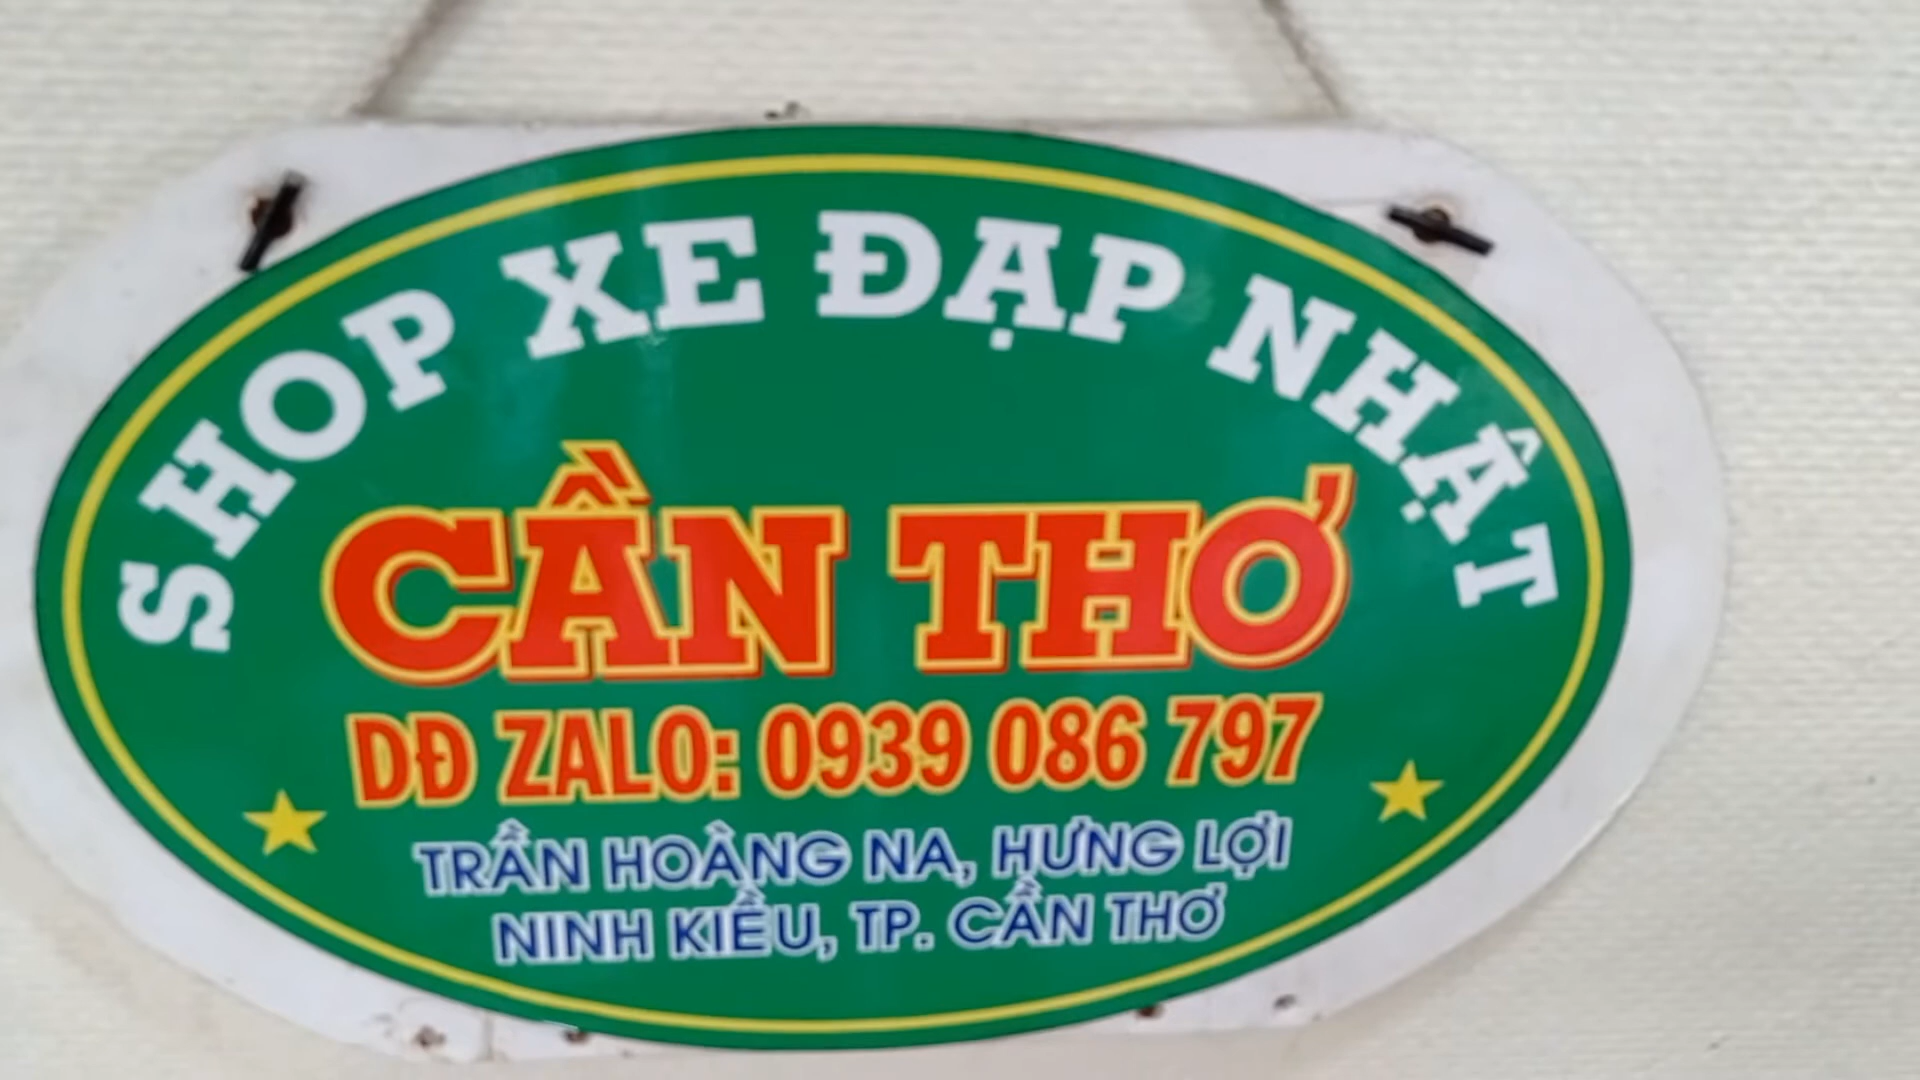 SHOP XE ĐẠP NHẬT
CẦN THƠ
DĐ ZALO: 0939 086 797
TRẦN HOÀNG NA, HƯNG LỢI
NINH KIỀU, TP. CẦN THƠ